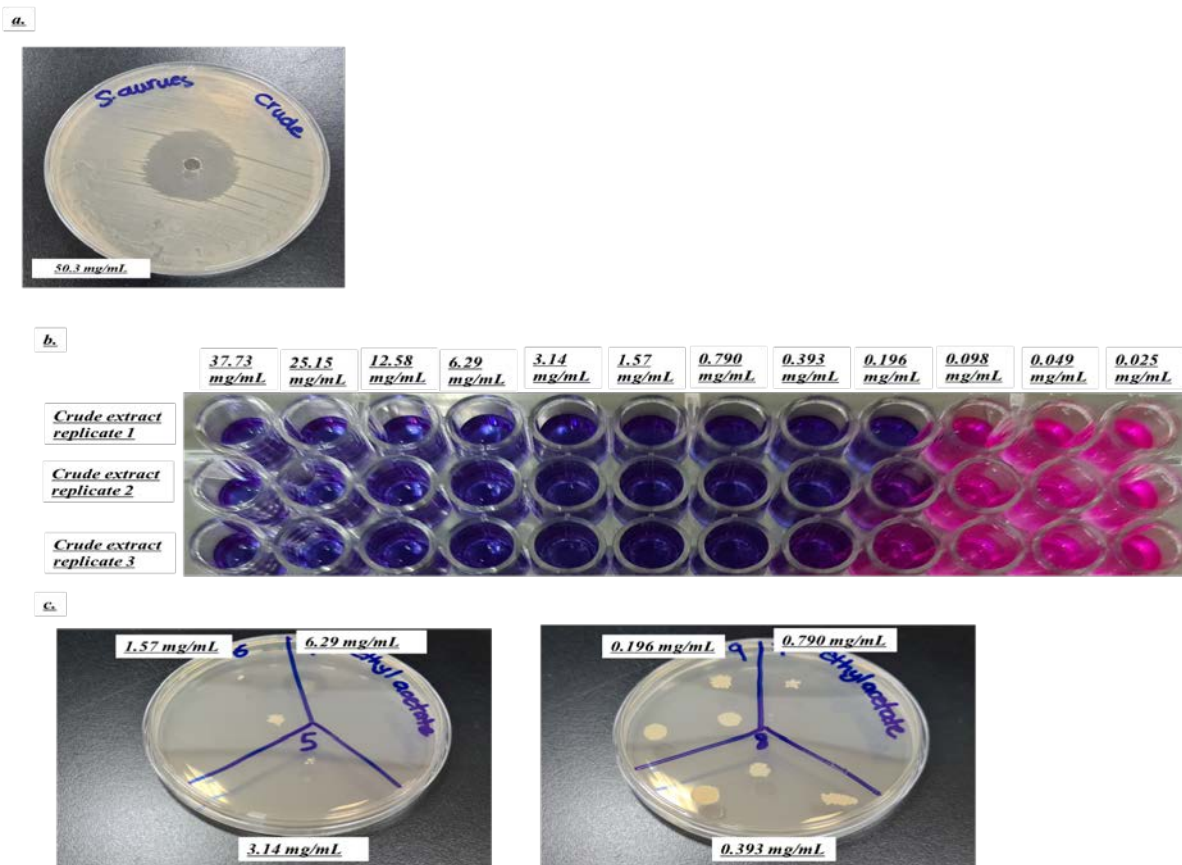 a.
S. aurues
Crude
50.3 mg/mL
b.
37.73 mg/mL
25.15 mg/mL
12.58 mg/mL
6.29 mg/mL
3.14 mg/mL
1.57 mg/mL
0.790 mg/mL
0.393 mg/mL
0.196 mg/mL
0.098 mg/mL
0.049 mg/mL
0.025 mg/mL
Crude extract
replicate 1
Crude extract
replicate 2
Crude extract
replicate 3
c.
1.57 mg/mL
6.29 mg/mL
6
5
3.14 mg/mL
0.196 mg/mL
0.790 mg/mL
9
ethylacetate
8
0.393 mg/mL